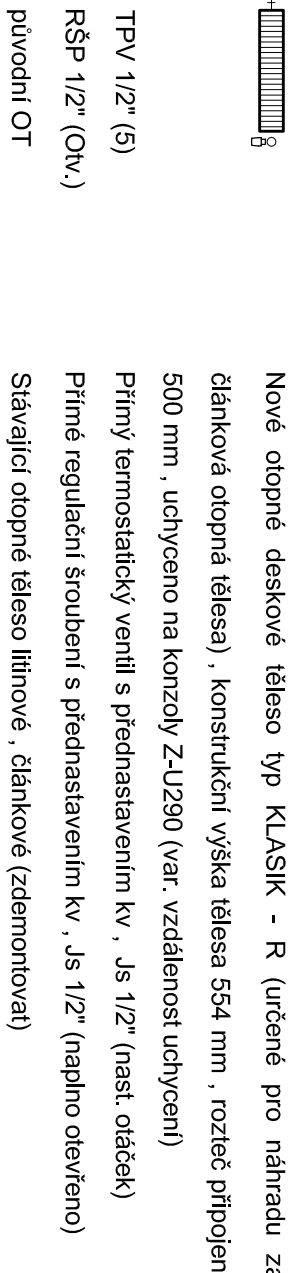 Nové otopné deskové těleso typ KLASIK - R (určené pro náhradu za
článková otopná tělesa) , konstrukční výška tělesa 554 mm , rozteč připojen
500 mm , uchyceno na konzoly Z-U290 (var. vzdálenost uchycení)
TPV 1/2" (5) Přímý termostatický ventil s přednastavením kv , Js 1/2" (nast. otáček)
RŠP 1/2" (Otv.) Přímé regulační šroubení s přednastavením kv , Js 1/2" (naplno otevřeno)
původní OT Stávající otopné těleso litinové , článkové (zdemontovat)